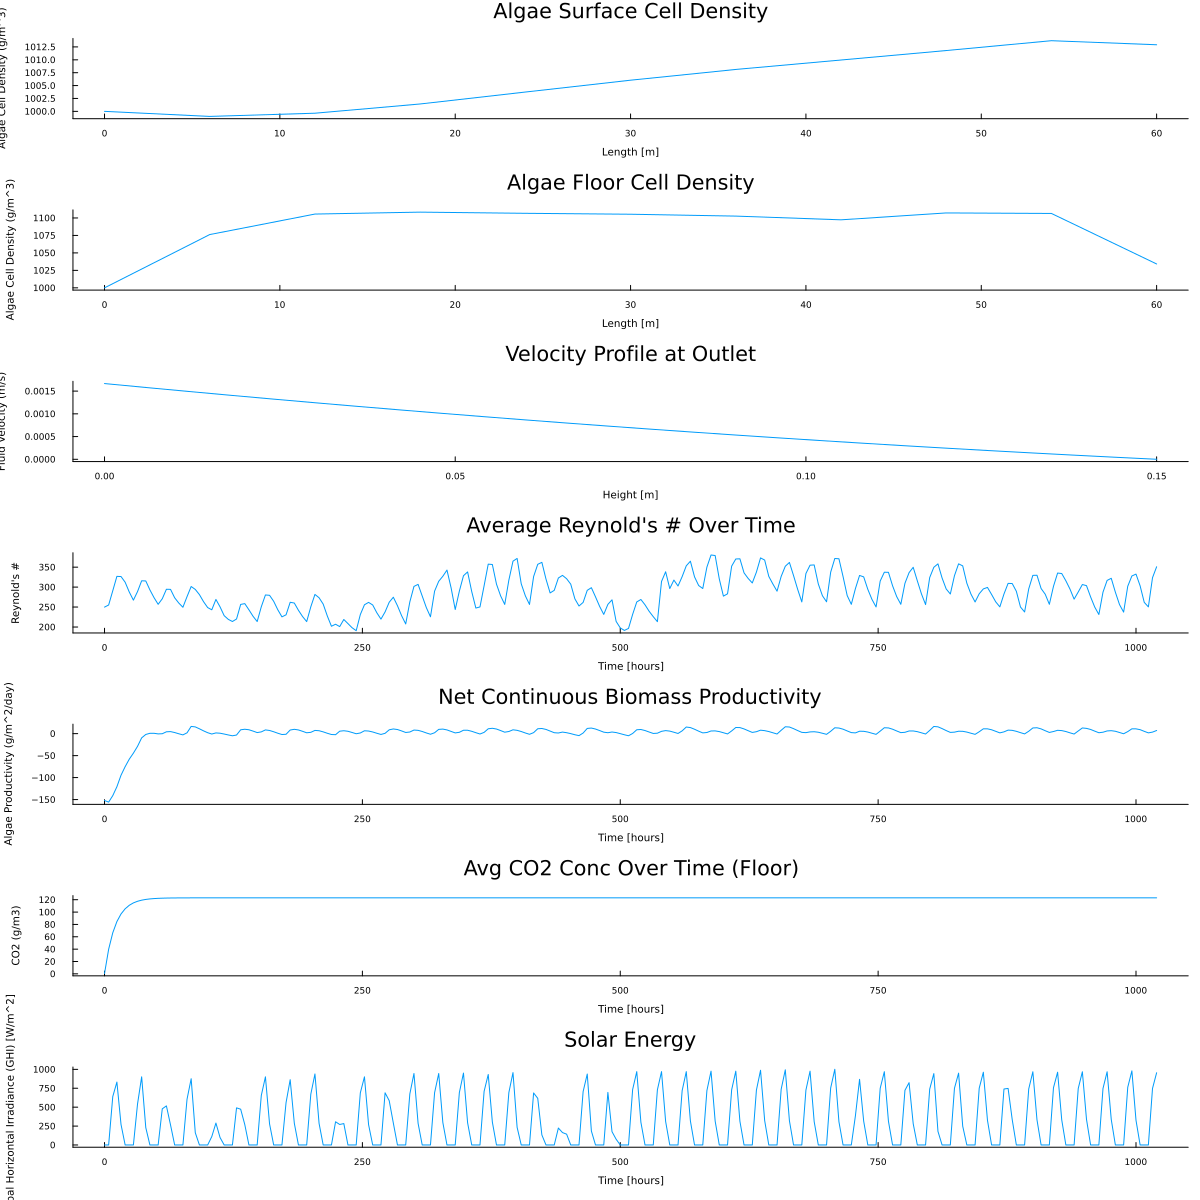 Algae Surface Cell Density
Algae Cell Density (g/m^3)
1012.5
1010.0
1007.5
1005.0
1002.5
1000.0
0 10 20 30 40 50 60
Length [m]
Algae Floor Cell Density
Algae Cell Density (g/m^3)
1100
1075
1050
1025
1000
0 10 20 30 40 50 60
Length [m]
Velocity Profile at Outlet
Fluid Velocity (m/s)
0.0015
0.0010
0.0005
0.0000
0.00 0.05 0.10 0.15
Height [m]
Average Reynold's # Over Time
Reynold's #
350
300
250
200
0 250 500 750 1000
Time [hours]
Net Continuous Biomass Productivity
Algae Productivity (g/m^2/day)
0
−50
−100
−150
0 250 500 750 1000
Time [hours]
Avg CO2 Conc Over Time (Floor)
CO2 (g/m3)
120
100
80
60
40
20
0
0 250 500 750 1000
Time [hours]
Solar Energy
bal Horizontal Irradiance (GHI) [W/m^2]
1000
750
500
250
0
0 250 500 750 1000
Time [hours]